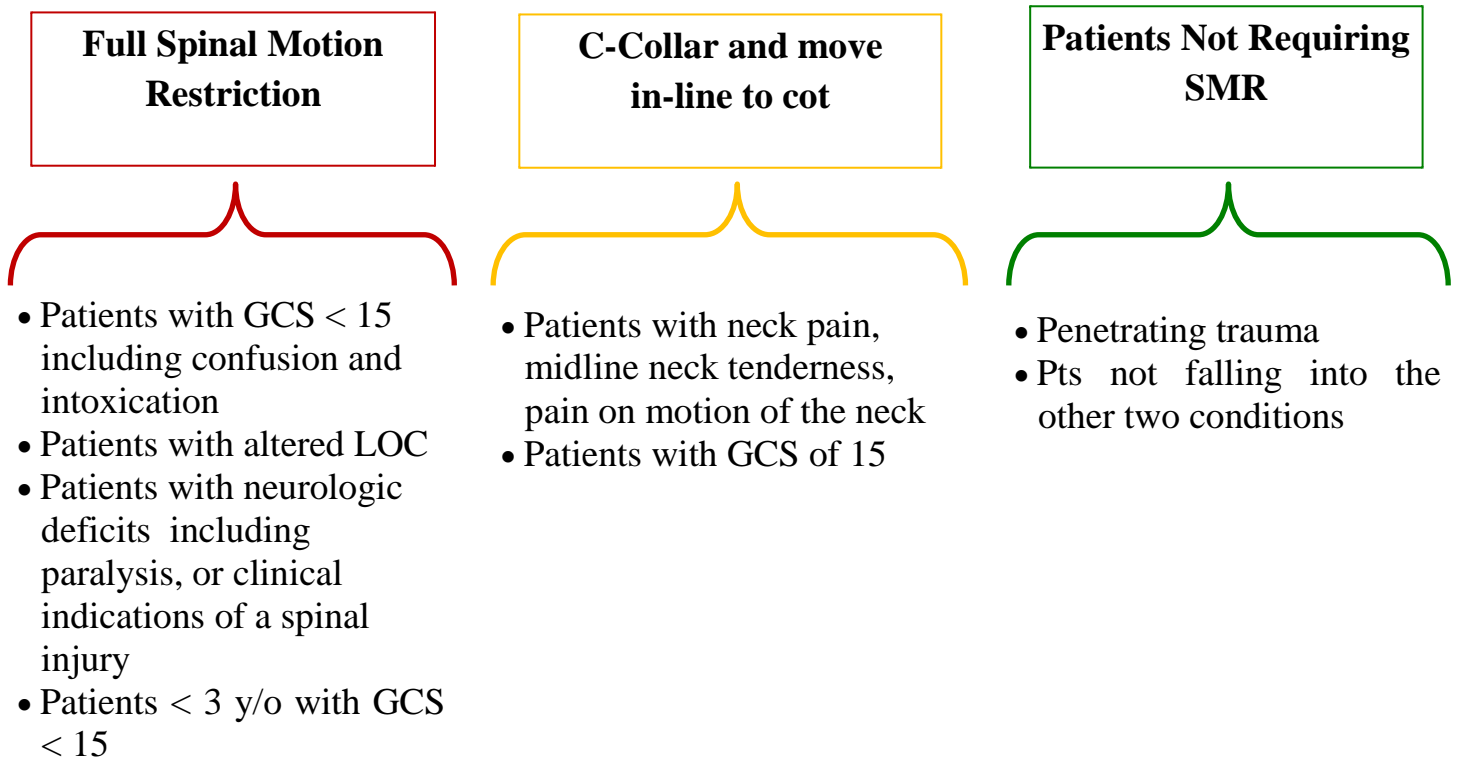 Full Spinal Motion
Restriction
• Patients with GCS < 15
including confusion and
intoxication
• Patients with altered LOC
• Patients with neurologic
deficits including
paralysis, or clinical
indications of a spinal
injury
• Patients < 3 y/o with GCS
< 15
C-Collar and move
in-line to cot
• Patients with neck pain,
midline neck tenderness,
pain on motion of the neck
• Patients with GCS of 15
Patients Not Requiring
SMR
• Penetrating trauma
• Pts not falling into the
other two conditions